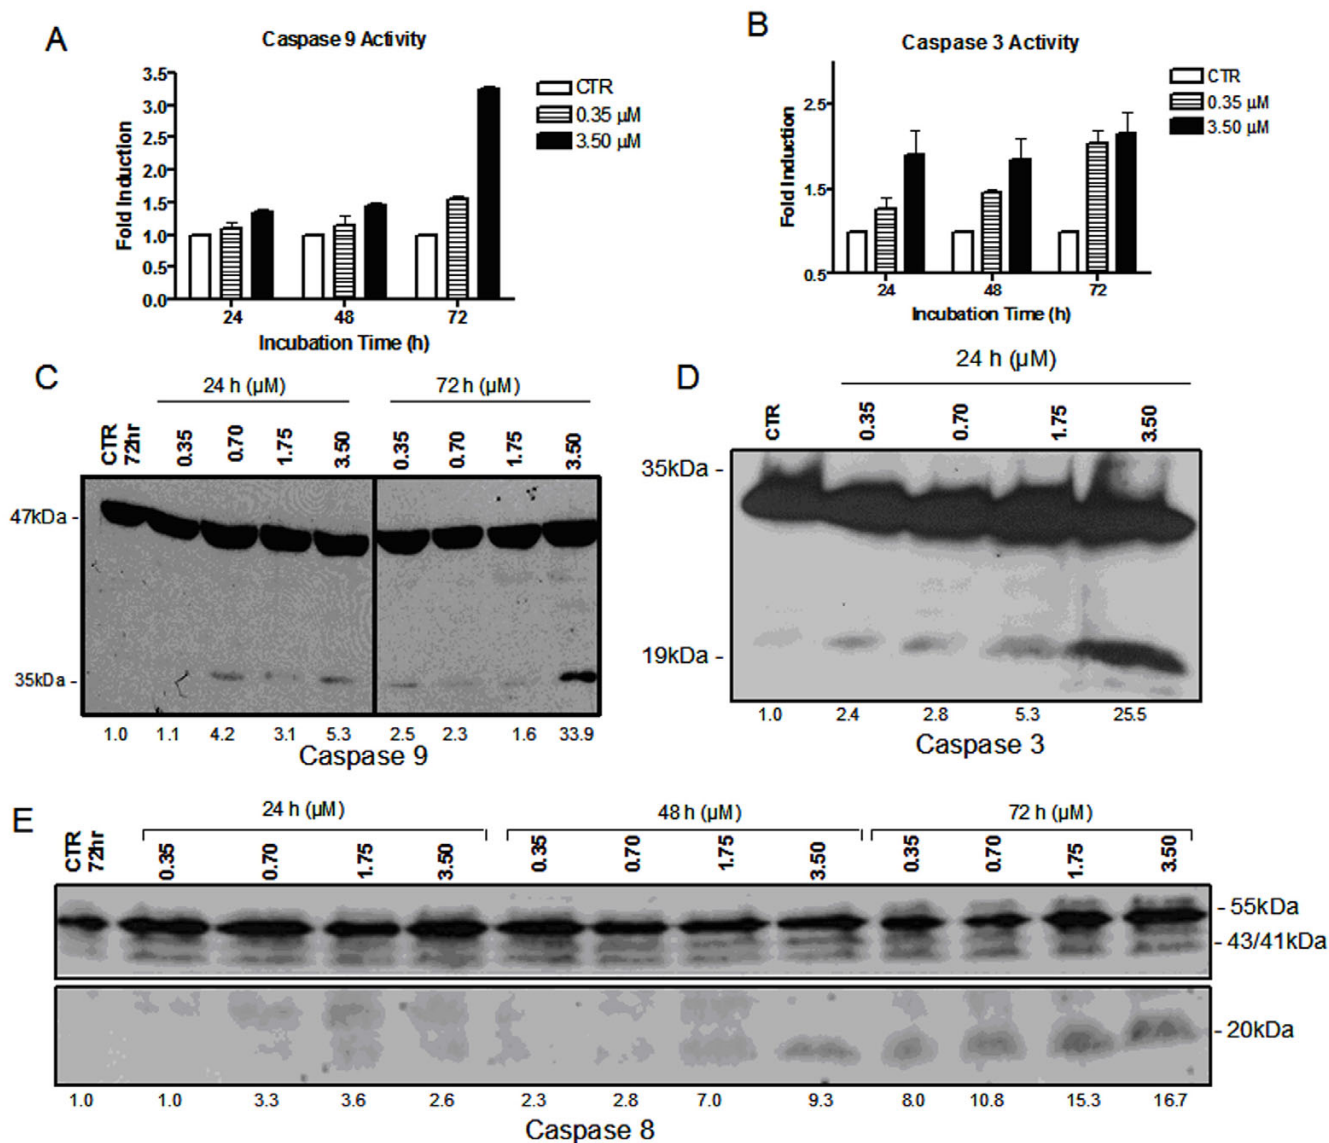 A
Caspase 9 Activity
Fold Induction
3.5
3.0
2.5
2.0
1.5
1.0
0.5
0.0
24 48 72
Incubation Time (h)
CTR
0.35 µM
3.50 µM
B
Caspase 3 Activity
Fold Induction
2.5
1.5
0.5
24 48 72
Incubation Time (h)
CTR
0.35 µM
3.50 µM
C
24 h (µM) 72 h (µM)
CTR 72hr 0.35 0.70 1.75 3.50 0.35 0.70 1.75 3.50
47kDa -
35kDa -
1.0 1.1 4.2 3.1 5.3 2.5 2.3 1.6 33.9
Caspase 9
D
24 h (µM)
CTR 0.35 0.70 1.75 3.50
35kDa -
19kDa -
1.0 2.4 2.8 5.3 25.5
Caspase 3
E
24 h (µM) 48 h (µM) 72 h (µM)
CTR 72hr 0.35 0.70 1.75 3.50 0.35 0.70 1.75 3.50 0.35 0.70 1.75 3.50
- 55kDa
- 43/41kDa
- 20kDa
1.0 1.0 3.3 3.6 2.6 2.3 2.8 7.0 9.3 8.0 10.8 15.3 16.7
Caspase 8